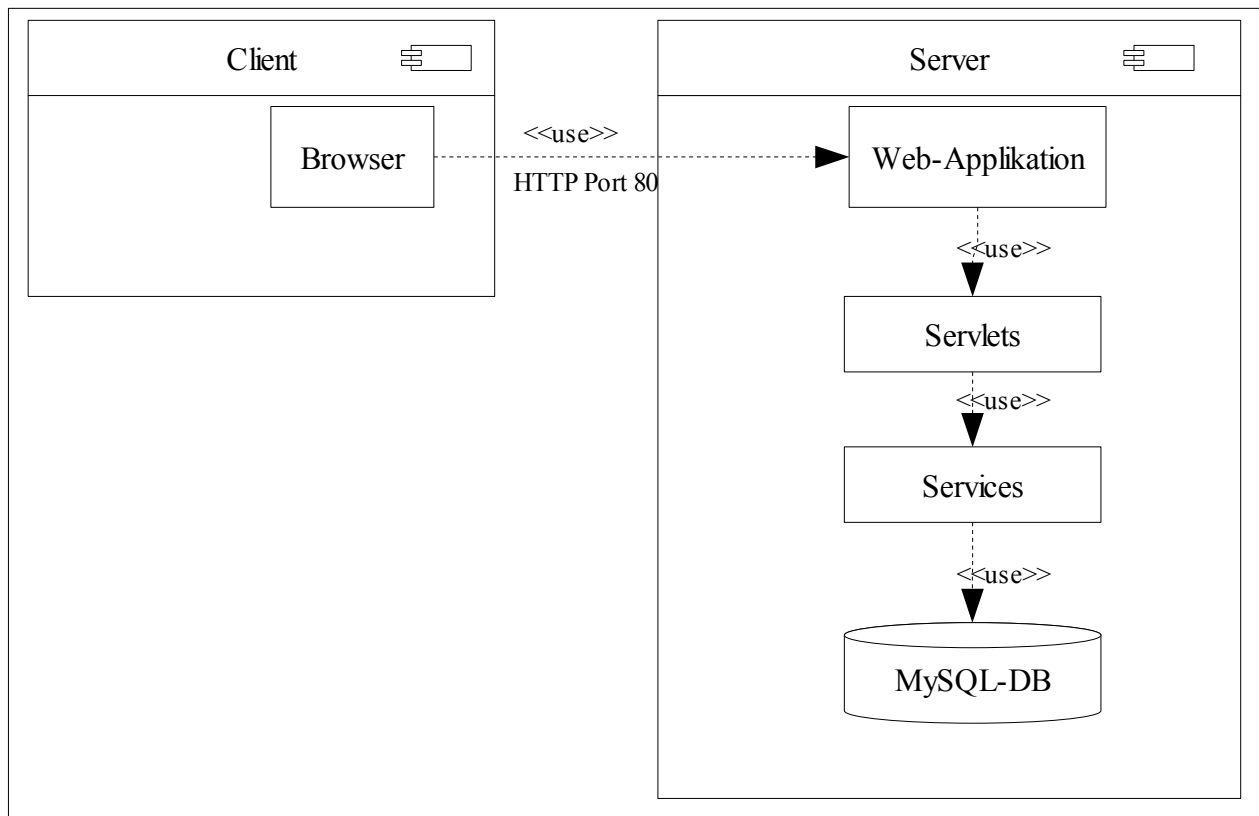 Client
Server
Browser
<<use>>
HTTP Port 80
Web-Applikation
<<use>>
Servlets
<<use>>
Services
<<use>>
MySQL-DB